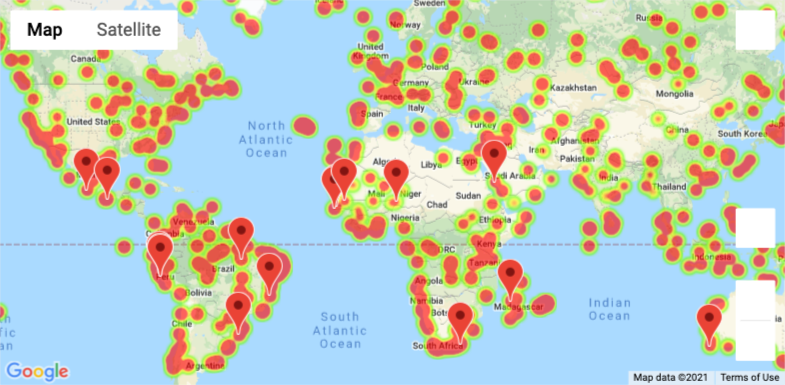 Map Satellite
Sweden
Norway
Russia
Canada
United
Kingdom
Poland
Germany
Ukraine
Kazakhstan
France
Mongolia
Italy
Spain
United States
North
Atlantic
Ocean
Turkey
China
South Korea
Afghanistan
Iran
Pakistan
Libya
Egypt
Saudi Arabia
India
Mali
Niger
Sudan
Chad
Thailand
Nigeria
Ethiopia
Venezuela
Kenya
DRC
Indonesia
Tanzania
Peru
Brazil
Angola
Bolivia
Namibia
Madagascar
Indian
Ocean
South
Atlantic
Ocean
Chile
South Africa
Argentina
Google
Map data ©2021
Terms of Use